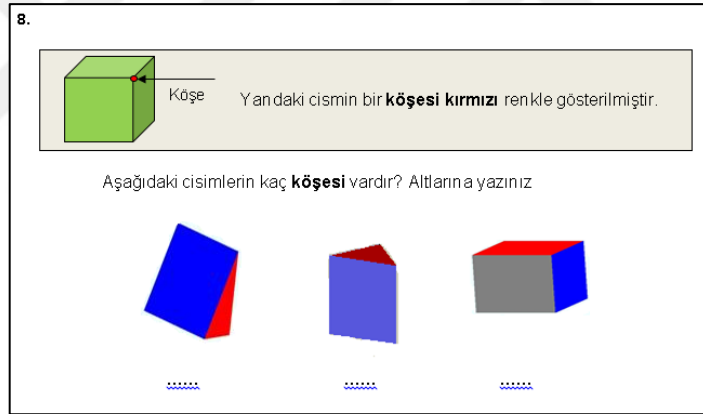 8.
Köşe
Yandaki cismin bir köşesi kırmızı renkle gösterilmiştir.
Aşağıdaki cisimlerin kaç köşesi vardır? Altlarına yazınız
...... ...... ......